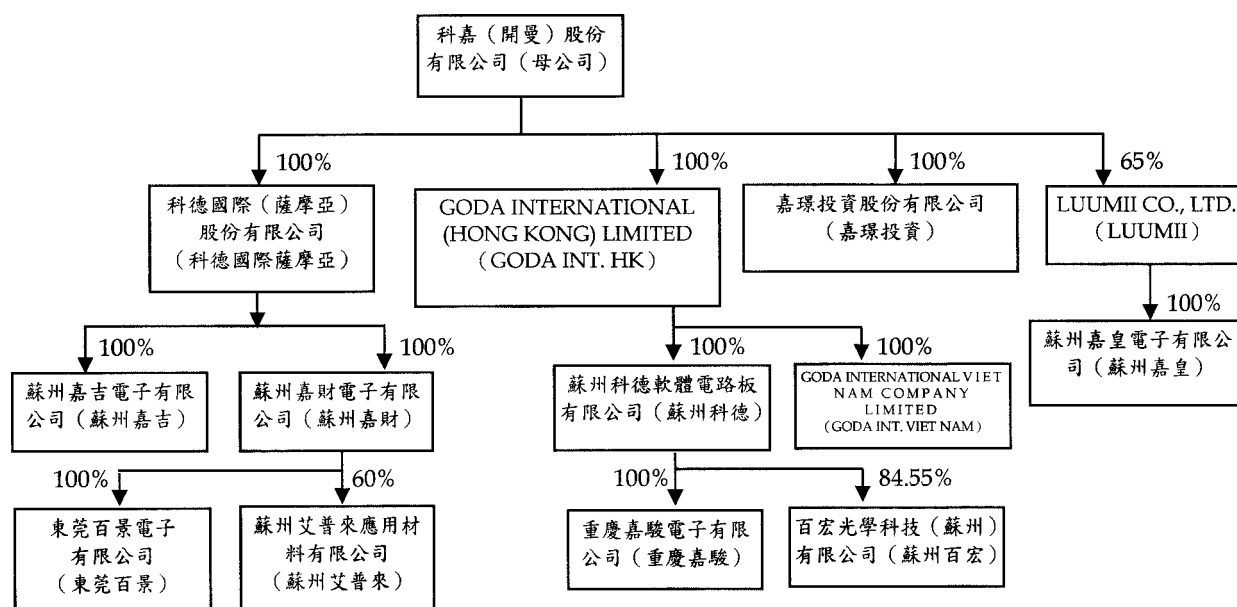 科嘉（開曼）股份
有限公司（母公司）
100%
100%
100%
65%
科德國際（薩摩亞）
股份有限公司
（科德國際薩摩亞）
GODA INTERNATIONAL
(HONG KONG) LIMITED
（GODA INT. HK）
嘉璟投資股份有限公司
（嘉璟投資）
LUUMII CO., LTD.
（LUUMII）
100%
100%
100%
100%
100%
蘇州嘉吉電子有限
公司（蘇州嘉吉）
蘇州嘉財電子有限
公司（蘇州嘉財）
蘇州科德軟體電路板
有限公司（蘇州科德）
GODA INTERNATIONAL VIET
NAM COMPANY
LIMITED
(GODA INT. VIET NAM)
蘇州嘉皇電子有限公
司（蘇州嘉皇）
100%
60%
100%
84.55%
東莞百景電子
有限公司
（東莞百景）
蘇州艾普來應用材
料有限公司
（蘇州艾普來）
重慶嘉駿電子有限
公司（重慶嘉駿）
百宏光學科技（蘇州）
有限公司（蘇州百宏）